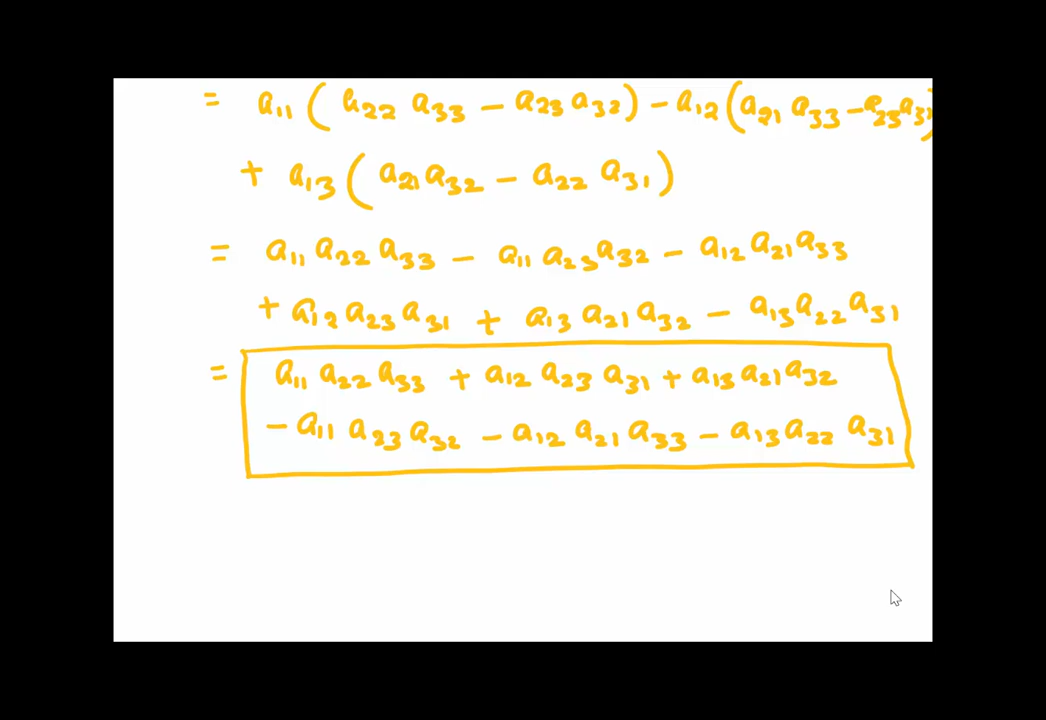 = a11 ( a22 a33 - a23 a32 ) - a12 ( a21 a33 - a23 a31 )
+ a13 ( a21 a32 - a22 a31 )
= a11 a22 a33 - a11 a23 a32 - a12 a21 a33
+ a12 a23 a31 + a13 a21 a32 - a13 a22 a31
= a11 a22 a33 + a12 a23 a31 + a13 a21 a32
- a11 a23 a32 - a12 a21 a33 - a13 a22 a31